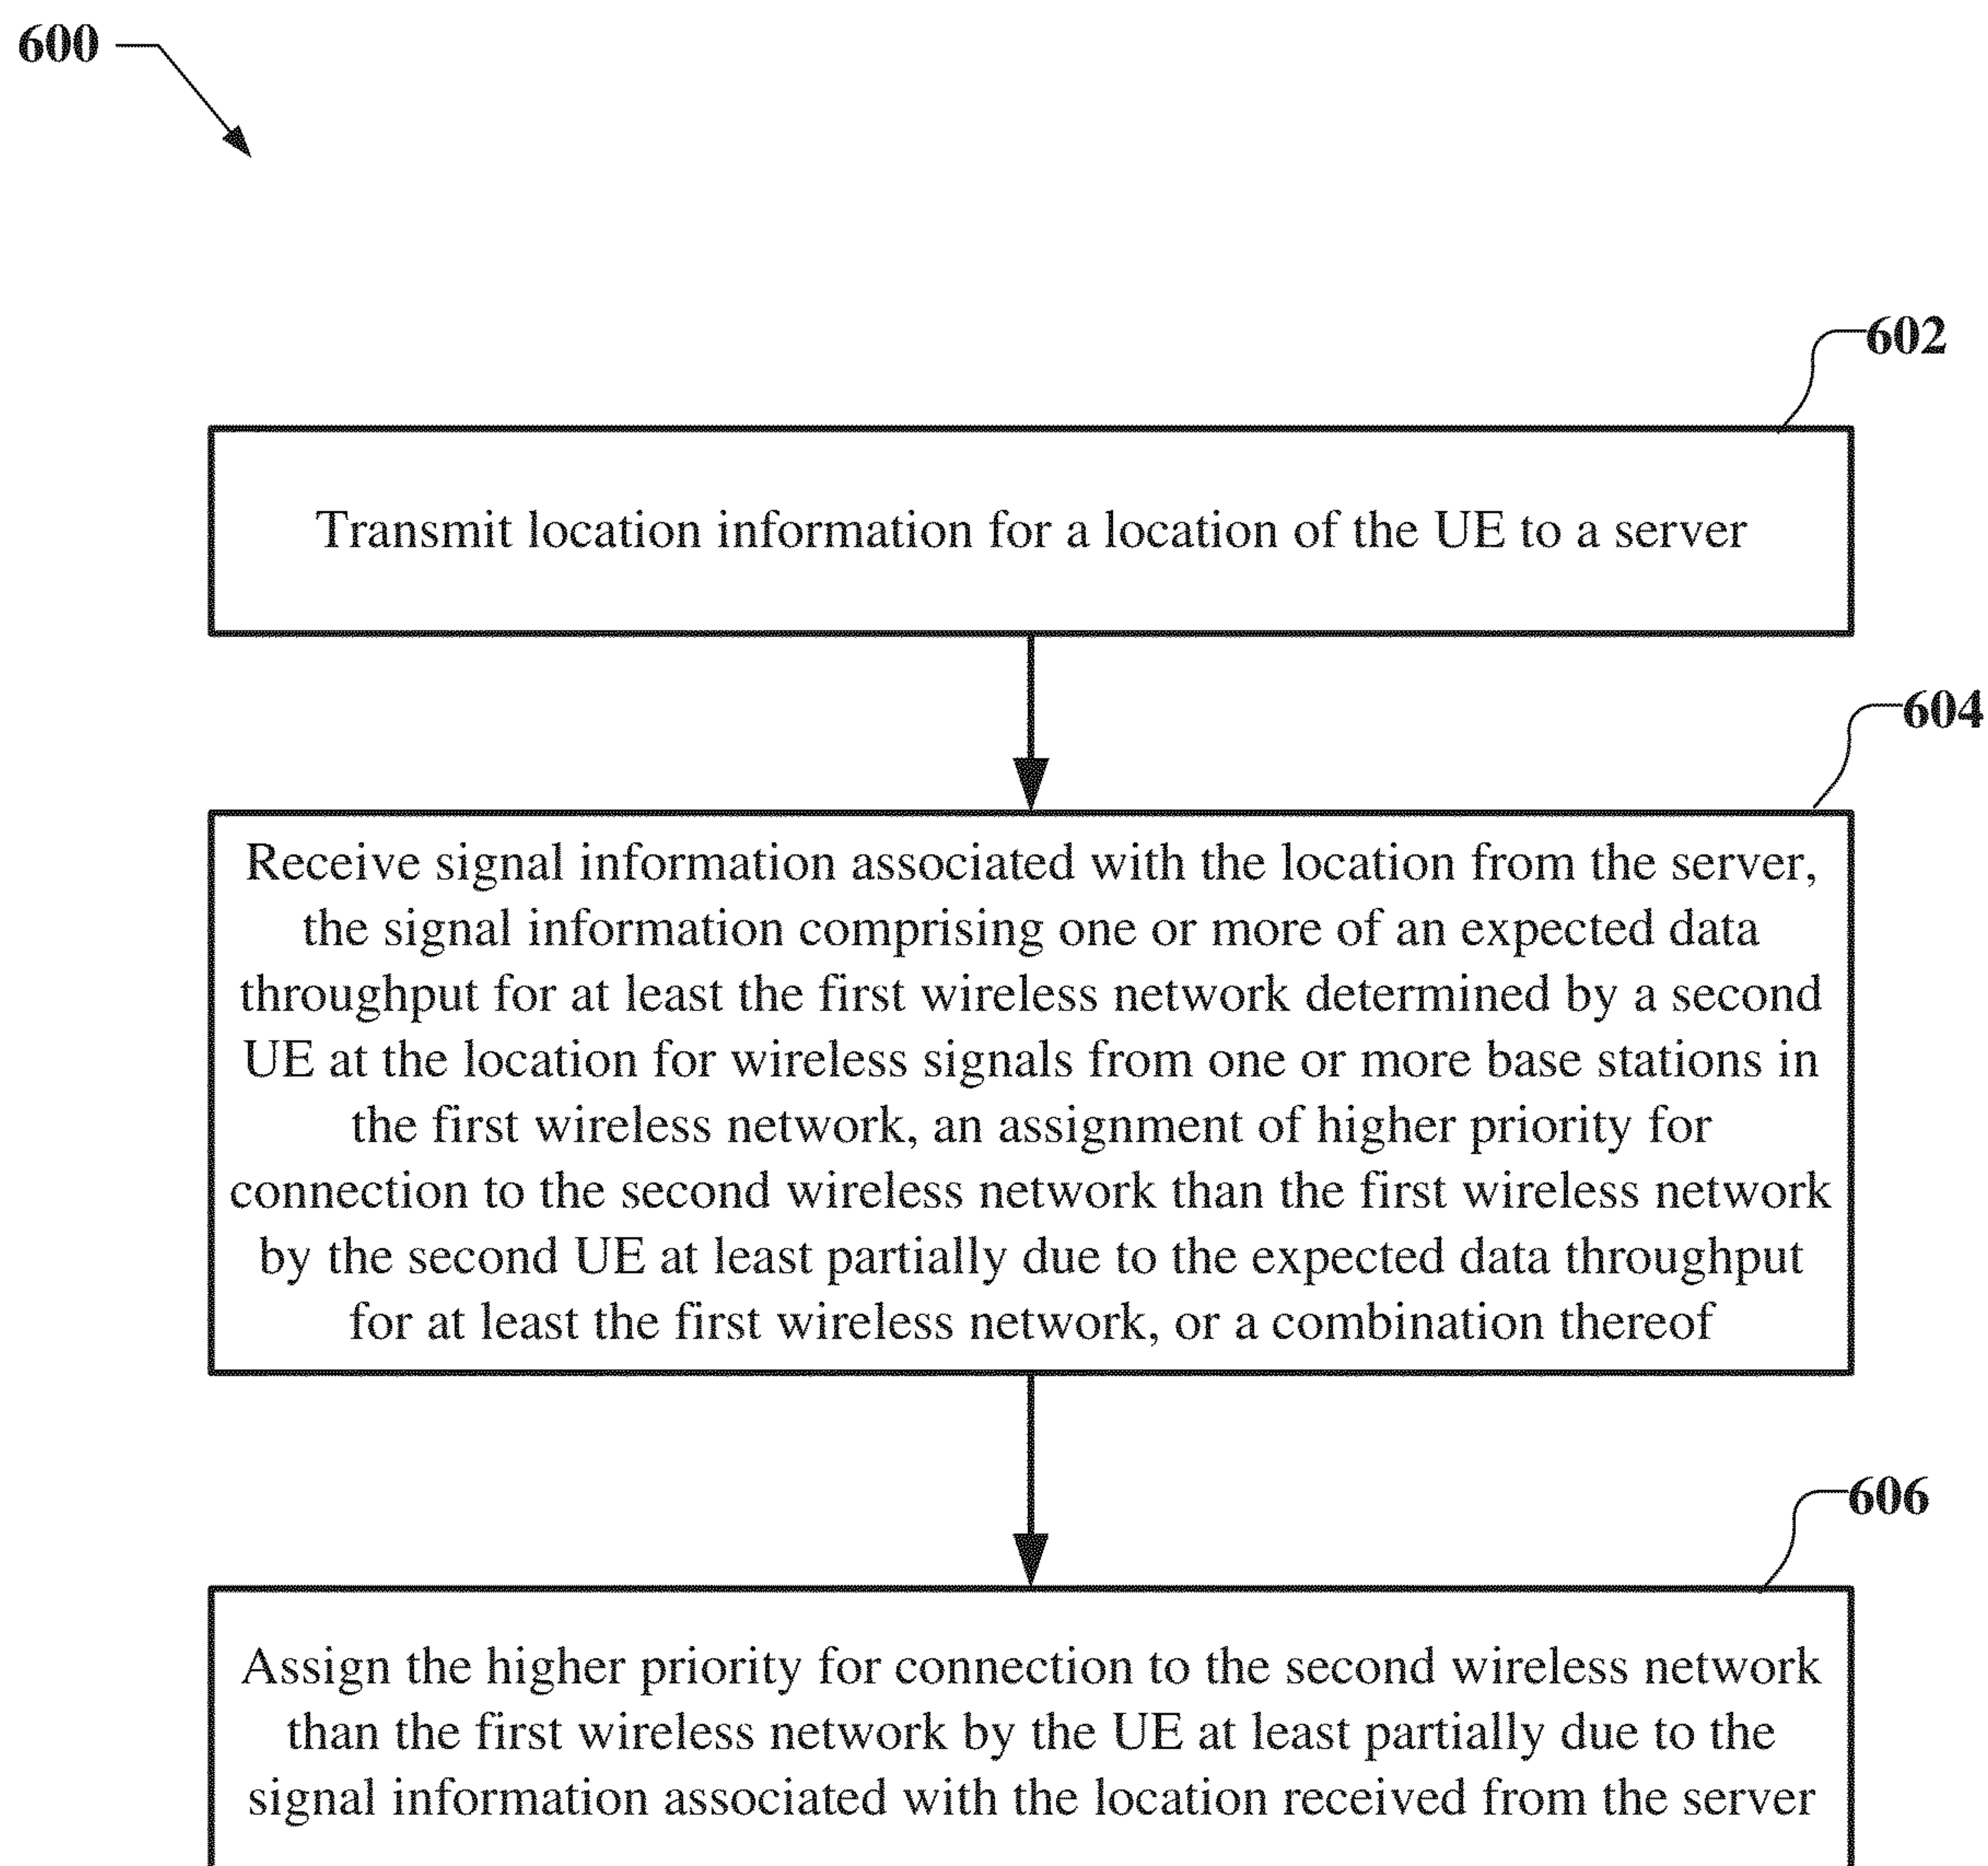 600
602
Transmit location information for a location of the UE to a server
604
Receive signal information associated with the location from the server,
the signal information comprising one or more of an expected data
throughput for at least the first wireless network determined by a second
UE at the location for wireless signals from one or more base stations in
the first wireless network, an assignment of higher priority for
connection to the second wireless network than the first wireless network
by the second UE at least partially due to the expected data throughput
for at least the first wireless network, or a combination thereof
606
Assign the higher priority for connection to the second wireless network
than the first wireless network by the UE at least partially due to the
signal information associated with the location received from the server